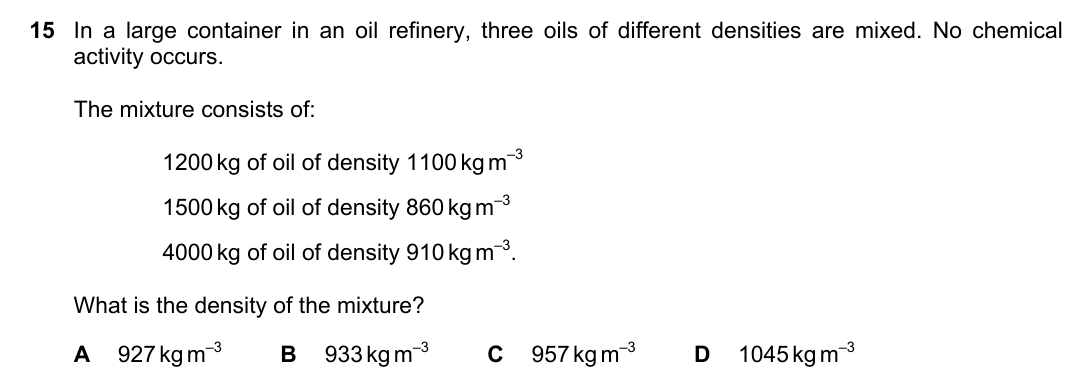 15 In a large container in an oil refinery, three oils of different densities are mixed. No chemical
activity occurs.
The mixture consists of:
1200 kg of oil of density 1100 kg m⁻³
1500 kg of oil of density 860 kg m⁻³
4000 kg of oil of density 910 kg m⁻³.
What is the density of the mixture?
A 927 kg m⁻³ B 933 kg m⁻³ C 957 kg m⁻³ D 1045 kg m⁻³